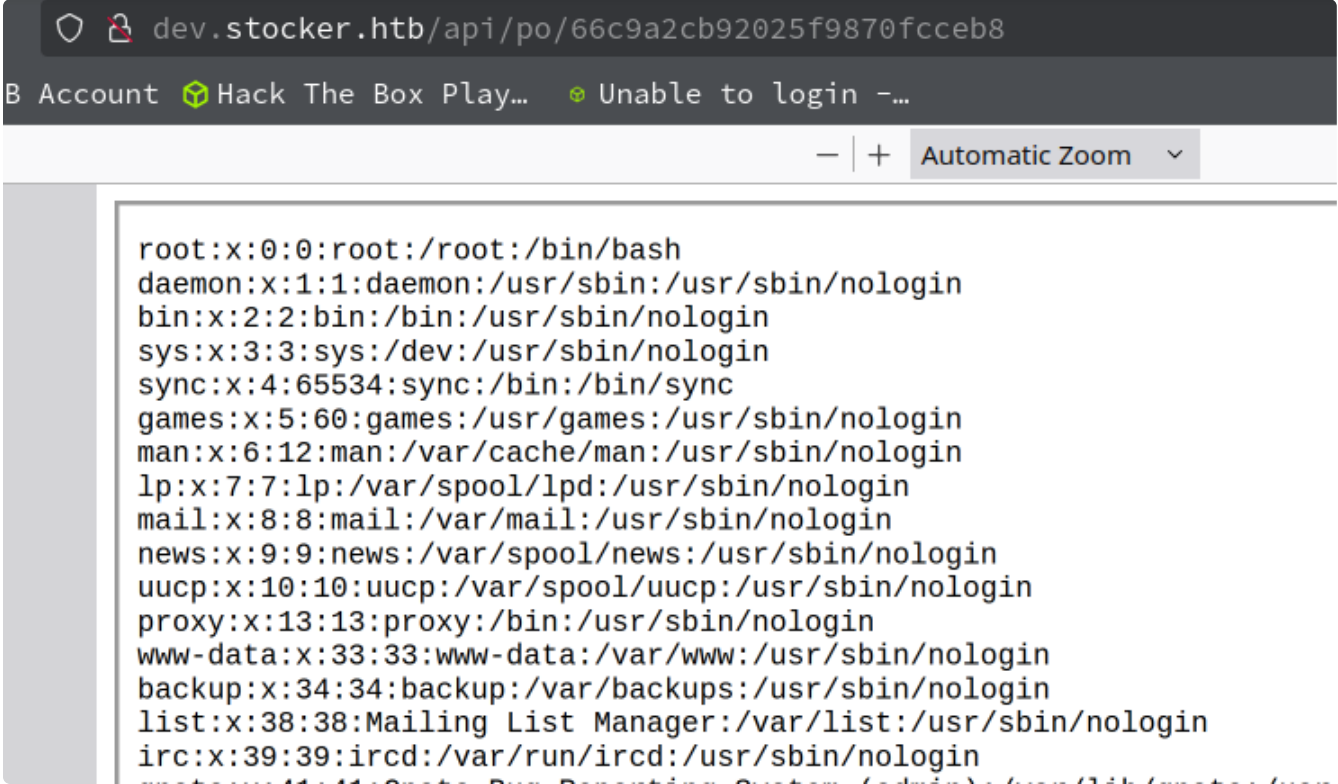 dev.stocker.htb/api/po/66c9a2cb92025f9870fcceb8
B Account Hack The Box Play… Unable to login -…
− + Automatic Zoom
root:x:0:0:root:/root:/bin/bash
daemon:x:1:1:daemon:/usr/sbin:/usr/sbin/nologin
bin:x:2:2:bin:/bin:/usr/sbin/nologin
sys:x:3:3:sys:/dev:/usr/sbin/nologin
sync:x:4:65534:sync:/bin:/bin/sync
games:x:5:60:games:/usr/games:/usr/sbin/nologin
man:x:6:12:man:/var/cache/man:/usr/sbin/nologin
lp:x:7:7:lp:/var/spool/lpd:/usr/sbin/nologin
mail:x:8:8:mail:/var/mail:/usr/sbin/nologin
news:x:9:9:news:/var/spool/news:/usr/sbin/nologin
uucp:x:10:10:uucp:/var/spool/uucp:/usr/sbin/nologin
proxy:x:13:13:proxy:/bin:/usr/sbin/nologin
www-data:x:33:33:www-data:/var/www:/usr/sbin/nologin
backup:x:34:34:backup:/var/backups:/usr/sbin/nologin
list:x:38:38:Mailing List Manager:/var/list:/usr/sbin/nologin
irc:x:39:39:ircd:/var/run/ircd:/usr/sbin/nologin